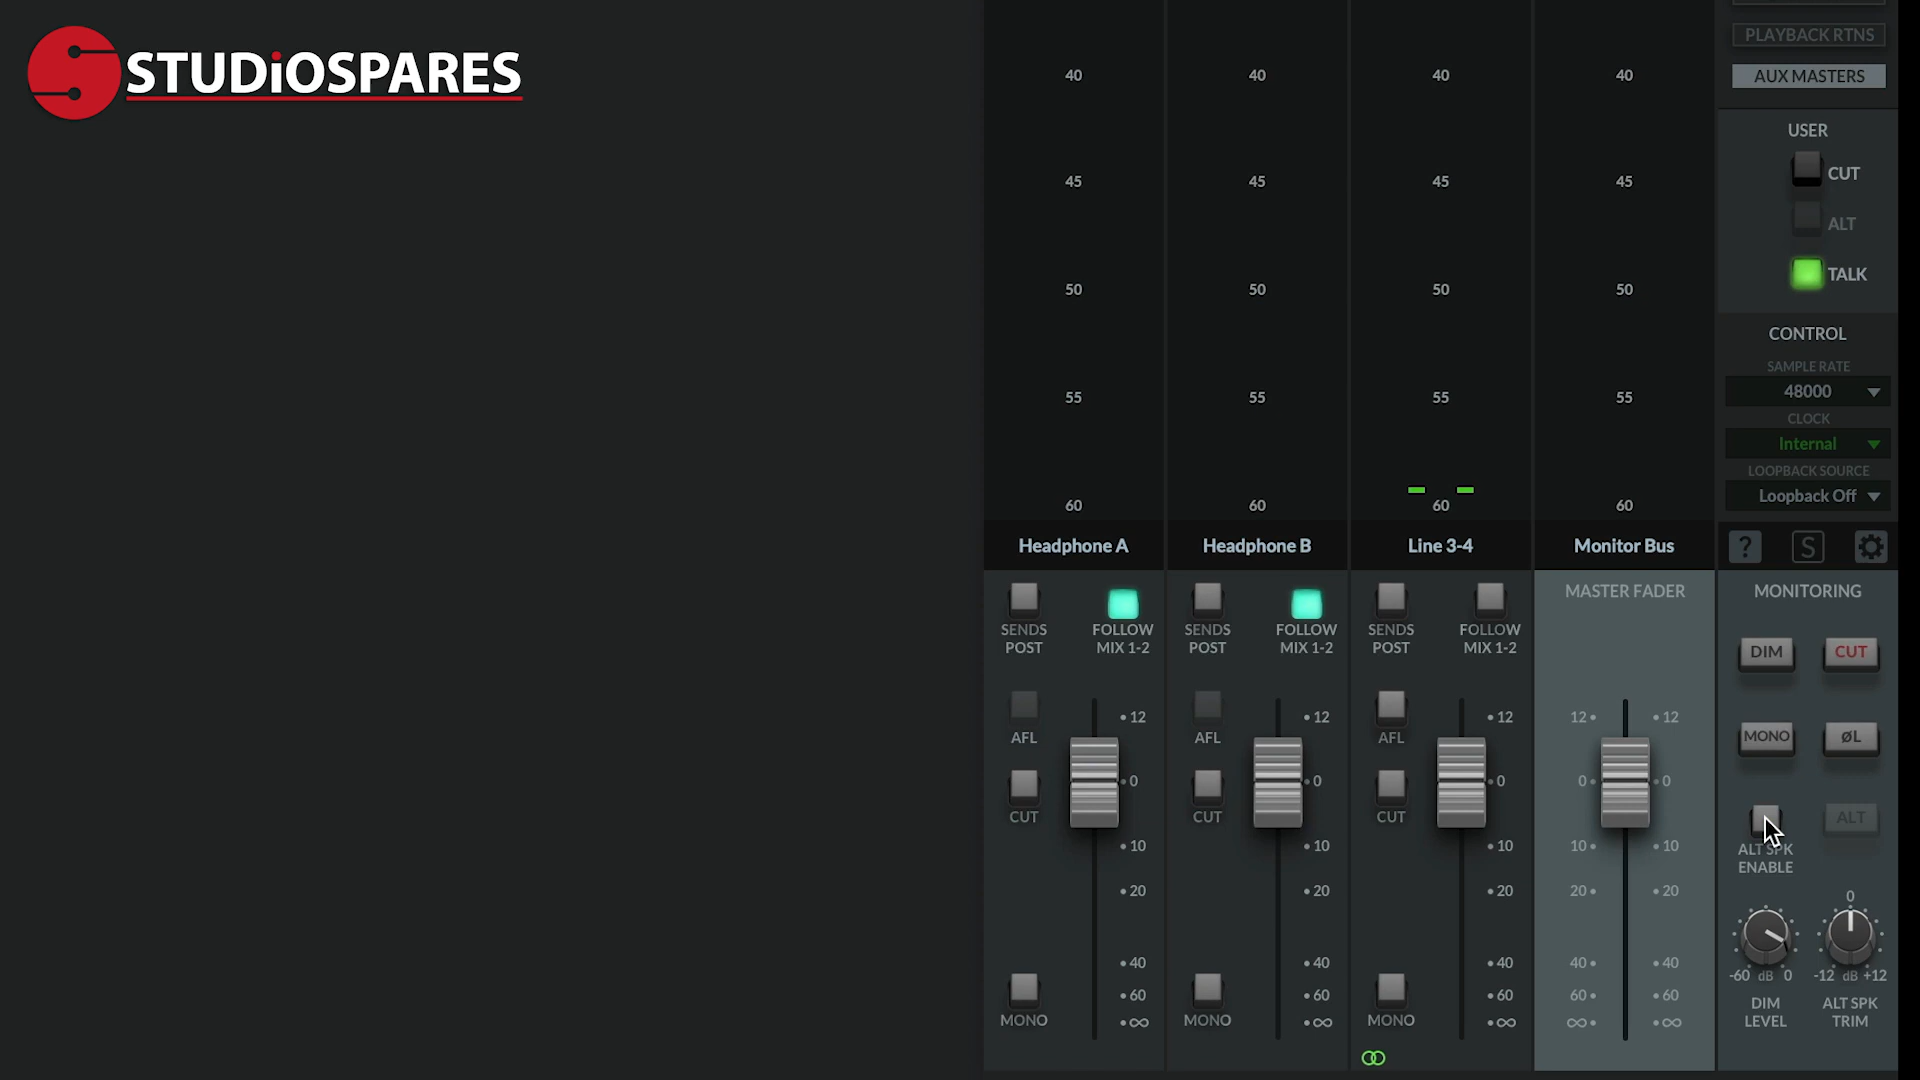 STUDiOSPARES
40 40 40 40
45 45 45 45
50 50 50 50
55 55 55 55
60 60 60 60
PLAYBACK RTNS
AUX MASTERS
USER
CUT
ALT
TALK
CONTROL
SAMPLE RATE
48000
CLOCK
Internal
LOOPBACK SOURCE
Loopback Off
? S
Headphone A
SENDS POST
FOLLOW MIX 1-2
AFL
CUT
12
0
10
20
40
60
∞
MONO
Headphone B
SENDS POST
FOLLOW MIX 1-2
AFL
CUT
12
0
10
20
40
60
∞
MONO
Line 3-4
SENDS POST
FOLLOW MIX 1-2
AFL
CUT
12
0
10
20
40
60
∞
MONO
Monitor Bus
MASTER FADER
12 12
0 0
10 10
20 20
40 40
60 60
∞ ∞
MONITORING
DIM CUT
MONO ØL
ALT
ALT SPK
ENABLE
0
-60 dB 0 -12 dB +12
DIM LEVEL
ALT SPK TRIM